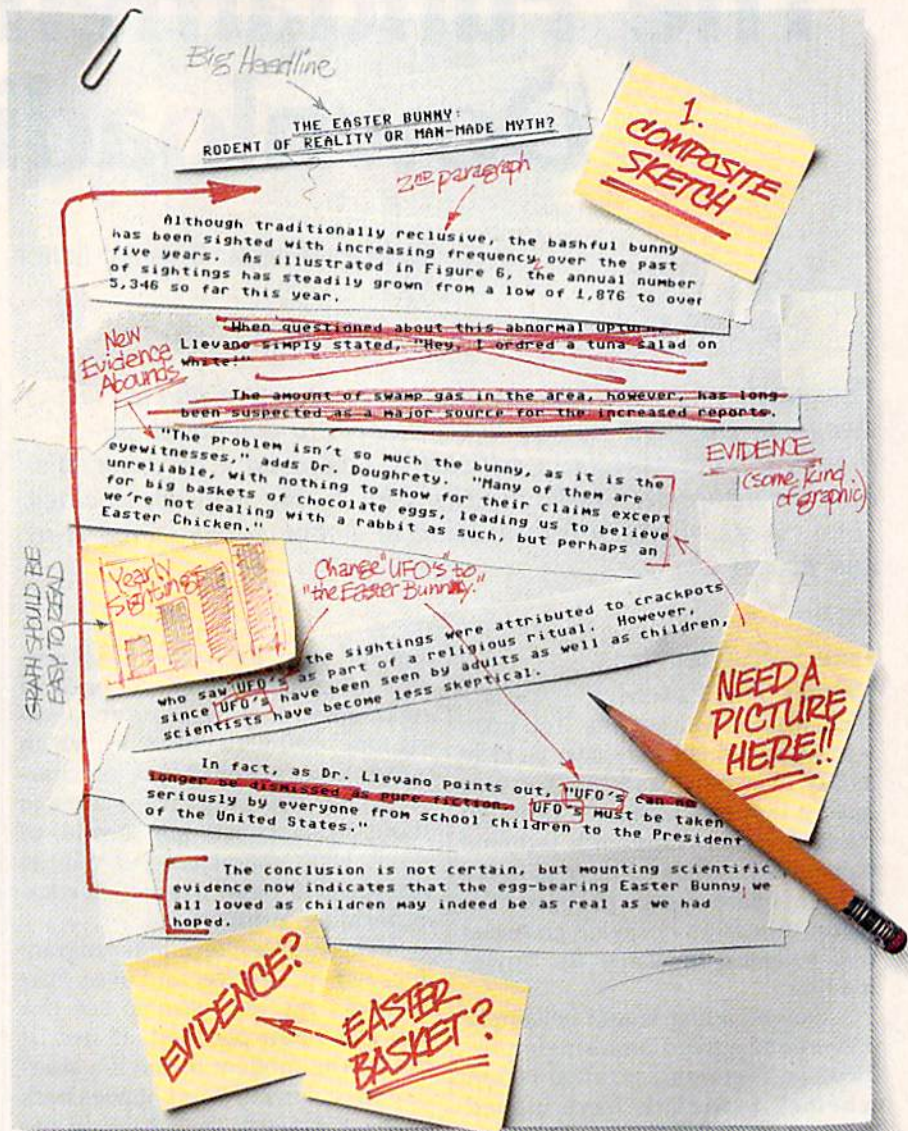 Big Headline
THE EASTER BUNNY:
RODENT OF REALITY OR MAN-MADE MYTH?
1.
COMPOSITE
SKETCH
2ND paragraph
Although traditionally reclusive, the bashful bunny
has been sighted with increasing frequency over the past
five years. As illustrated in Figure 6, the annual number
2
of sightings has steadily grown from a low of 1,876 to over
5,346 so far this year.
New
Evidence
Abounds
When questioned about this abnormal
Llevano simply stated, "Hey, I ordred a tuna salad on
white!"
The amount of swamp gas in the area, however, has long
been suspected as a major source for the increased reports.
"The problem isn't so much the bunny, as it is the
eyewitnesses," adds Dr. Doughrety. "Many of them are
unreliable, with nothing to show for their claims except
for big baskets of chocolate eggs, leading us to believe
we're not dealing with a rabbit as such, but perhaps an
Easter Chicken."
EVIDENCE
(some kind
of graphic)
GRAPH SHOULD BE
EASY TO READ
Yearly
Sightings
Change "UFO's" to
"the Easter Bunny."
the sightings were attributed to crackpots
who saw UFO's as part of a religious ritual. However,
since UFO's have been seen by adults as well as children,
scientists have become less skeptical.
NEED A
PICTURE
HERE!!
In fact, as Dr. Llevano points out, "UFO's can no
longer be dismissed as pure fiction. UFO's must be taken
seriously by everyone from school children to the President
of the United States."
The conclusion is not certain, but mounting scientific
evidence now indicates that the egg-bearing Easter Bunny we
all loved as children may indeed be as real as we had
hoped.
EVIDENCE?
EASTER
BASKET?